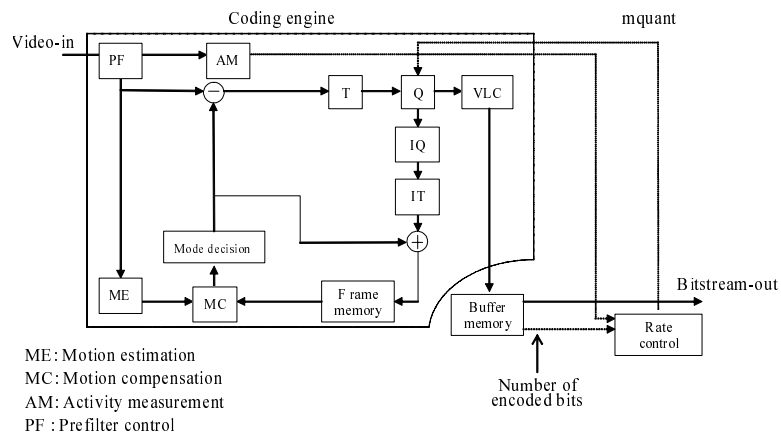 Coding engine
mquant
Video-in
PF
AM
T
Q
VLC
IQ
IT
Mode decision
ME
MC
F rame
memory
Buffer
memory
Bitstream-out
Rate
control
Number of
encoded bits
ME: Motion estimation
MC: Motion compensation
AM: Activity measurement
PF : Prefilter control